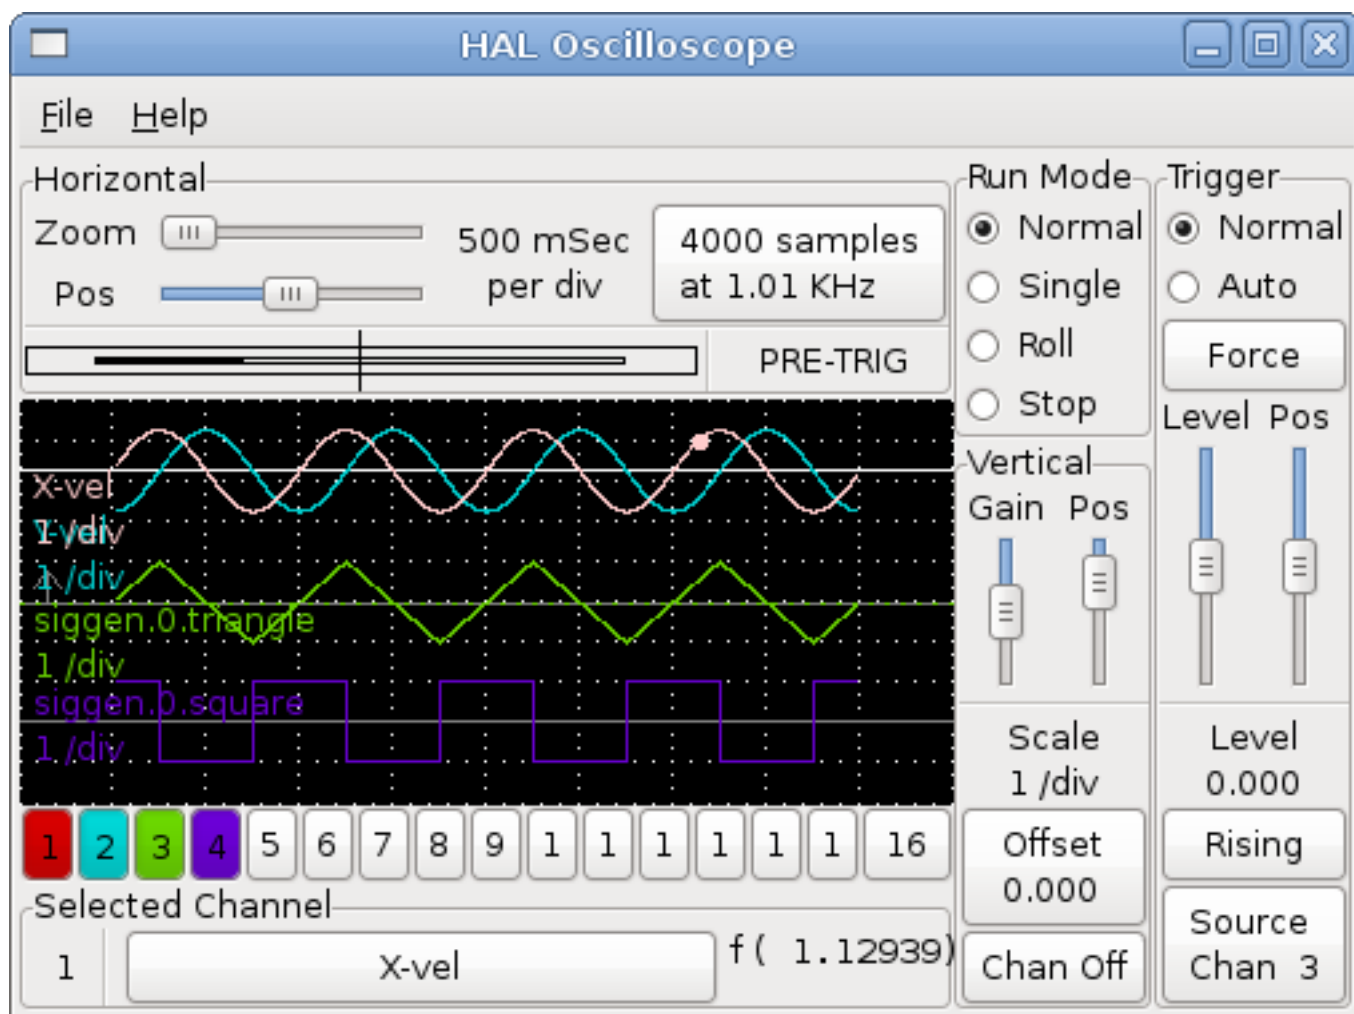 HAL Oscilloscope
File Help
Horizontal
Zoom
Pos
500 mSec
per div
4000 samples
at 1.01 KHz
PRE-TRIG
Run Mode
Normal
Single
Roll
Stop
Trigger
Normal
Auto
Force
Level Pos
X-vel
1 /div
Y-vel
1 /div
siggen.0.triangle
1 /div
siggen.0.square
1 /div
Vertical
Gain Pos
Scale
1 /div
Offset
0.000
Chan Off
Level
0.000
Rising
Source
Chan 3
1 2 3 4 5 6 7 8 9 1 1 1 1 1 1 16
Selected Channel
1
X-vel
f( 1.12939)